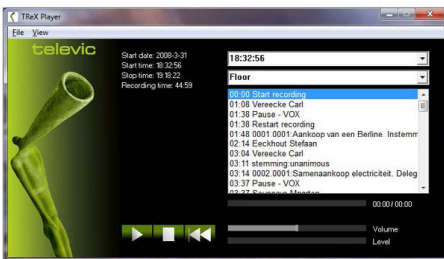 TReX Player
File View
televic
Start date: 2008-3-31
Start time: 18:32:56
Stop time: 19:18:22
Recording time: 44:59
18:32:56
Floor
00:00 Start recording
01:08 Vereecke Carl
01:38 Pause - VOX
01:38 Restart recording
01:48 0001.0001:Aankoop van een Berline. Instemm
02:14 Eeckhout Stefaan
03:04 Vereecke Carl
03:11 stemming:unanimous
03:14 0002.0001:Samenaankoop electriciteit. Deleg
03:37 Pause - VOX
00:00 / 00:00
Volume
Level